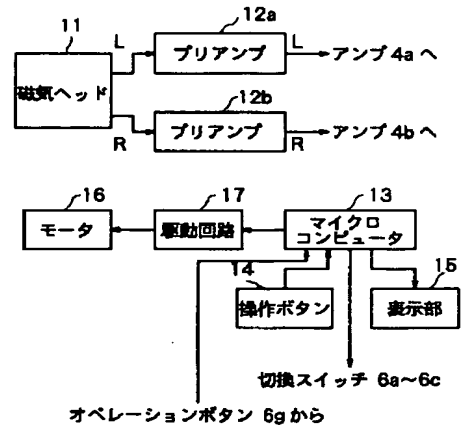 11
磁気ヘッド
L
R
12a
プリアンプ
L
アンプ 4a へ
12b
プリアンプ
R
アンプ 4b へ
16
モータ
17
駆動回路
13
マイクロ
コンピュータ
14
操作ボタン
15
表示部
切換スイッチ 6a～6c
オペレーションボタン 6gから